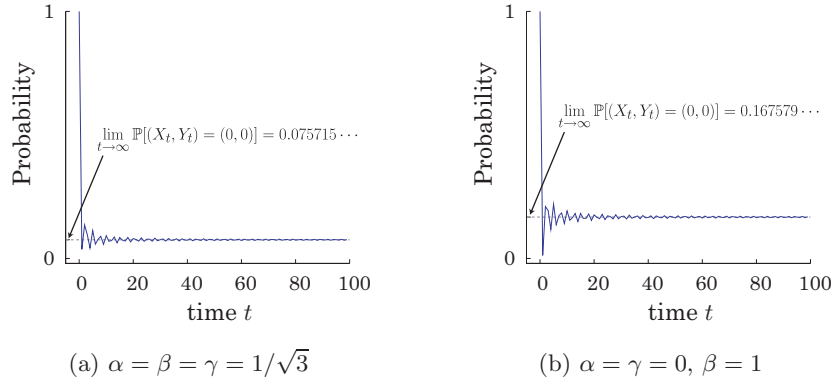 1
Probability
lim t→∞ ℙ[(X_t, Y_t) = (0, 0)] = 0.075715 ⋯
0
0 20 40 60 80 100
time t
(a) α = β = γ = 1/√3
1
Probability
lim t→∞ ℙ[(X_t, Y_t) = (0, 0)] = 0.167579 ⋯
0
0 20 40 60 80 100
time t
(b) α = γ = 0, β = 1